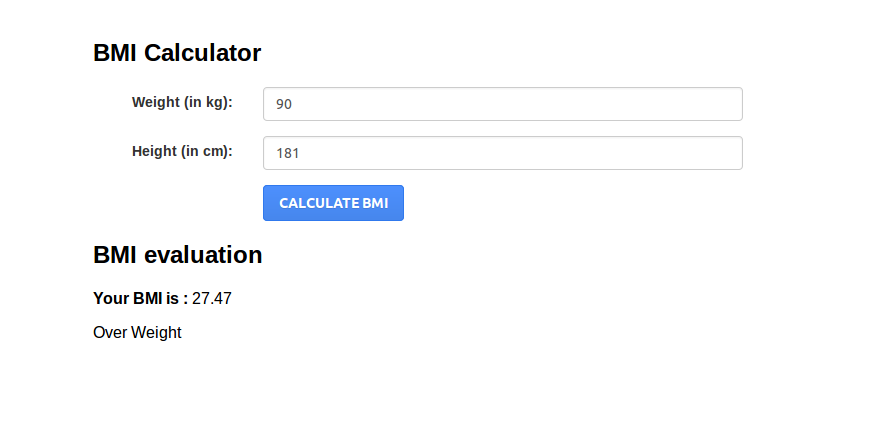 BMI Calculator
Weight (in kg): 90
Height (in cm): 181
CALCULATE BMI
BMI evaluation
Your BMI is : 27.47
Over Weight